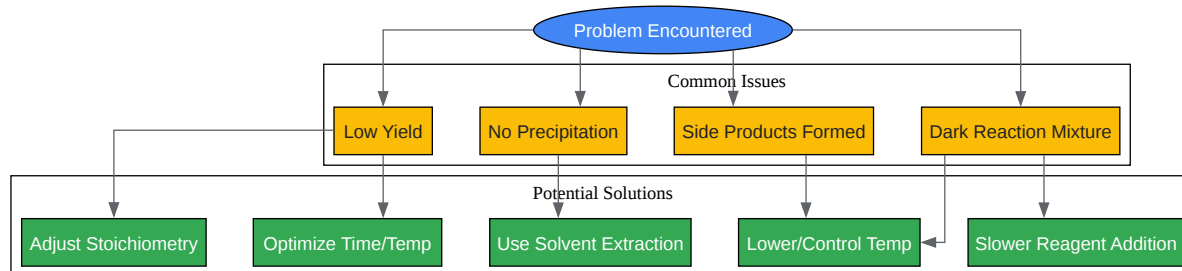 Problem Encountered
Common Issues
Low Yield
No Precipitation
Side Products Formed
Dark Reaction Mixture
Potential Solutions
Adjust Stoichiometry
Optimize Time/Temp
Use Solvent Extraction
Lower/Control Temp
Slower Reagent Addition